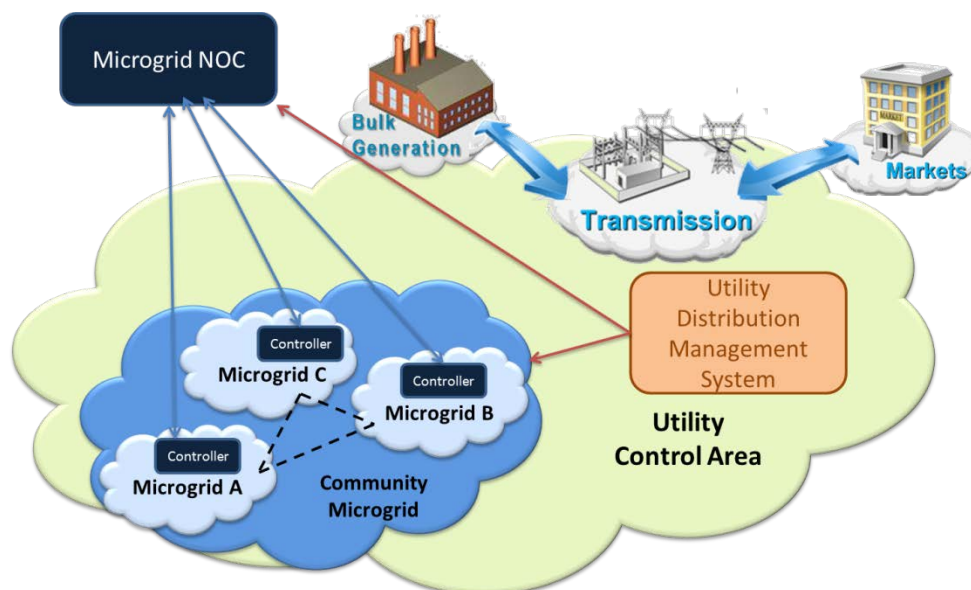 Microgrid NOC
Bulk
Generation
MARKET
Markets
Transmission
Utility
Distribution
Management
System
Controller
Microgrid C
Controller
Microgrid B
Controller
Microgrid A
Community
Microgrid
Utility
Control Area